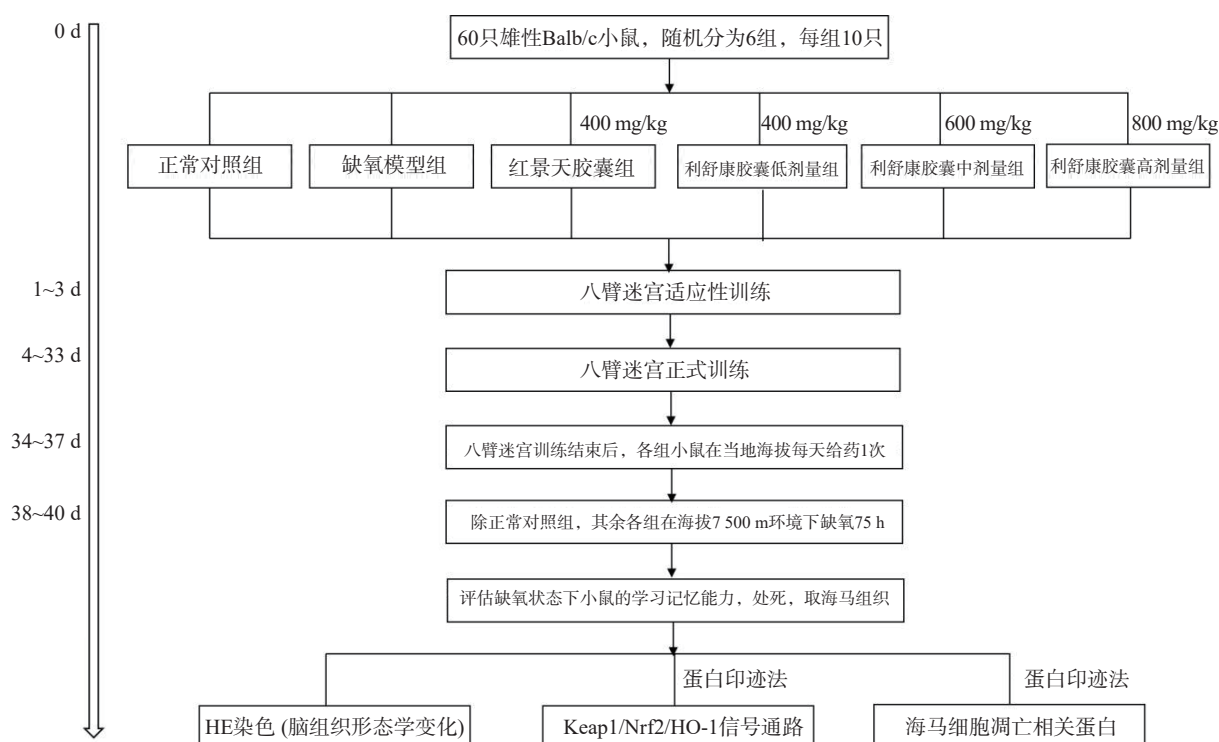 0 d
60只雄性Balb/c小鼠，随机分为6组，每组10只
400 mg/kg
400 mg/kg
600 mg/kg
800 mg/kg
正常对照组
缺氧模型组
红景天胶囊组
利舒康胶囊低剂量组
利舒康胶囊中剂量组
利舒康胶囊高剂量组
1~3 d
八臂迷宫适应性训练
4~33 d
八臂迷宫正式训练
34~37 d
八臂迷宫训练结束后，各组小鼠在当地海拔每天给药1次
38~40 d
除正常对照组，其余各组在海拔7 500 m环境下缺氧75 h
评估缺氧状态下小鼠的学习记忆能力，处死，取海马组织
蛋白印迹法
蛋白印迹法
HE染色 (脑组织形态学变化)
Keap1/Nrf2/HO-1信号通路
海马细胞凋亡相关蛋白